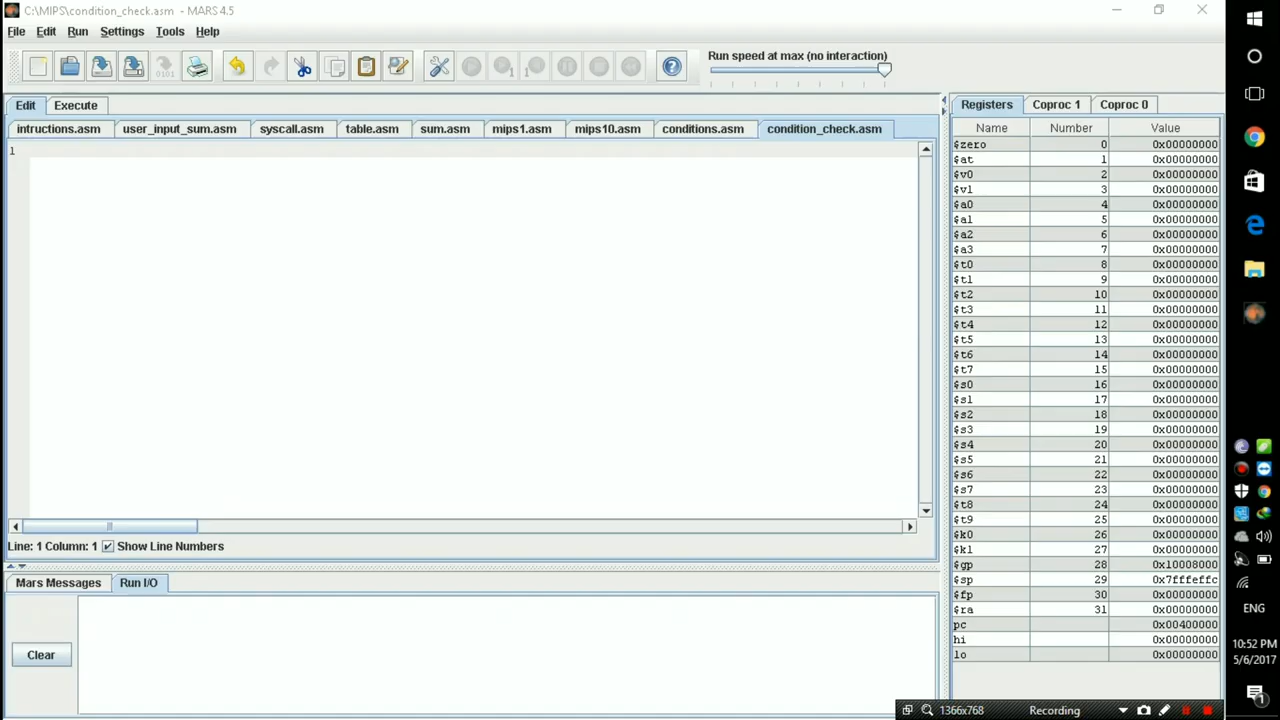 C:\MIPS\condition_check.asm - MARS 4.5
File Edit Run Settings Tools Help
Run speed at max (no interaction)
Edit Execute
intructions.asm user_input_sum.asm syscall.asm table.asm sum.asm mips1.asm mips10.asm conditions.asm condition_check.asm
1
Line: 1 Column: 1 Show Line Numbers
Mars Messages Run I/O
Clear
Registers Coproc 1 Coproc 0
Name Number Value
$zero 0 0x00000000
$at 1 0x00000000
$v0 2 0x00000000
$v1 3 0x00000000
$a0 4 0x00000000
$a1 5 0x00000000
$a2 6 0x00000000
$a3 7 0x00000000
$t0 8 0x00000000
$t1 9 0x00000000
$t2 10 0x00000000
$t3 11 0x00000000
$t4 12 0x00000000
$t5 13 0x00000000
$t6 14 0x00000000
$t7 15 0x00000000
$s0 16 0x00000000
$s1 17 0x00000000
$s2 18 0x00000000
$s3 19 0x00000000
$s4 20 0x00000000
$s5 21 0x00000000
$s6 22 0x00000000
$s7 23 0x00000000
$t8 24 0x00000000
$t9 25 0x00000000
$k0 26 0x00000000
$k1 27 0x00000000
$gp 28 0x10008000
$sp 29 0x7fffeffc
$fp 30 0x00000000
$ra 31 0x00000000
pc 0x00400000
hi 0x00000000
lo 0x00000000
1366x768 Recording
ENG
10:52 PM
5/6/2017
1